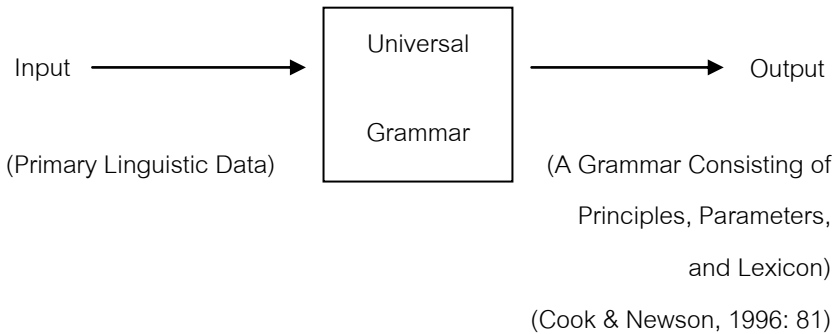 Universal
Input
Output
Grammar
(Primary Linguistic Data)
(A Grammar Consisting of
Principles, Parameters,
and Lexicon)
(Cook & Newson, 1996: 81)